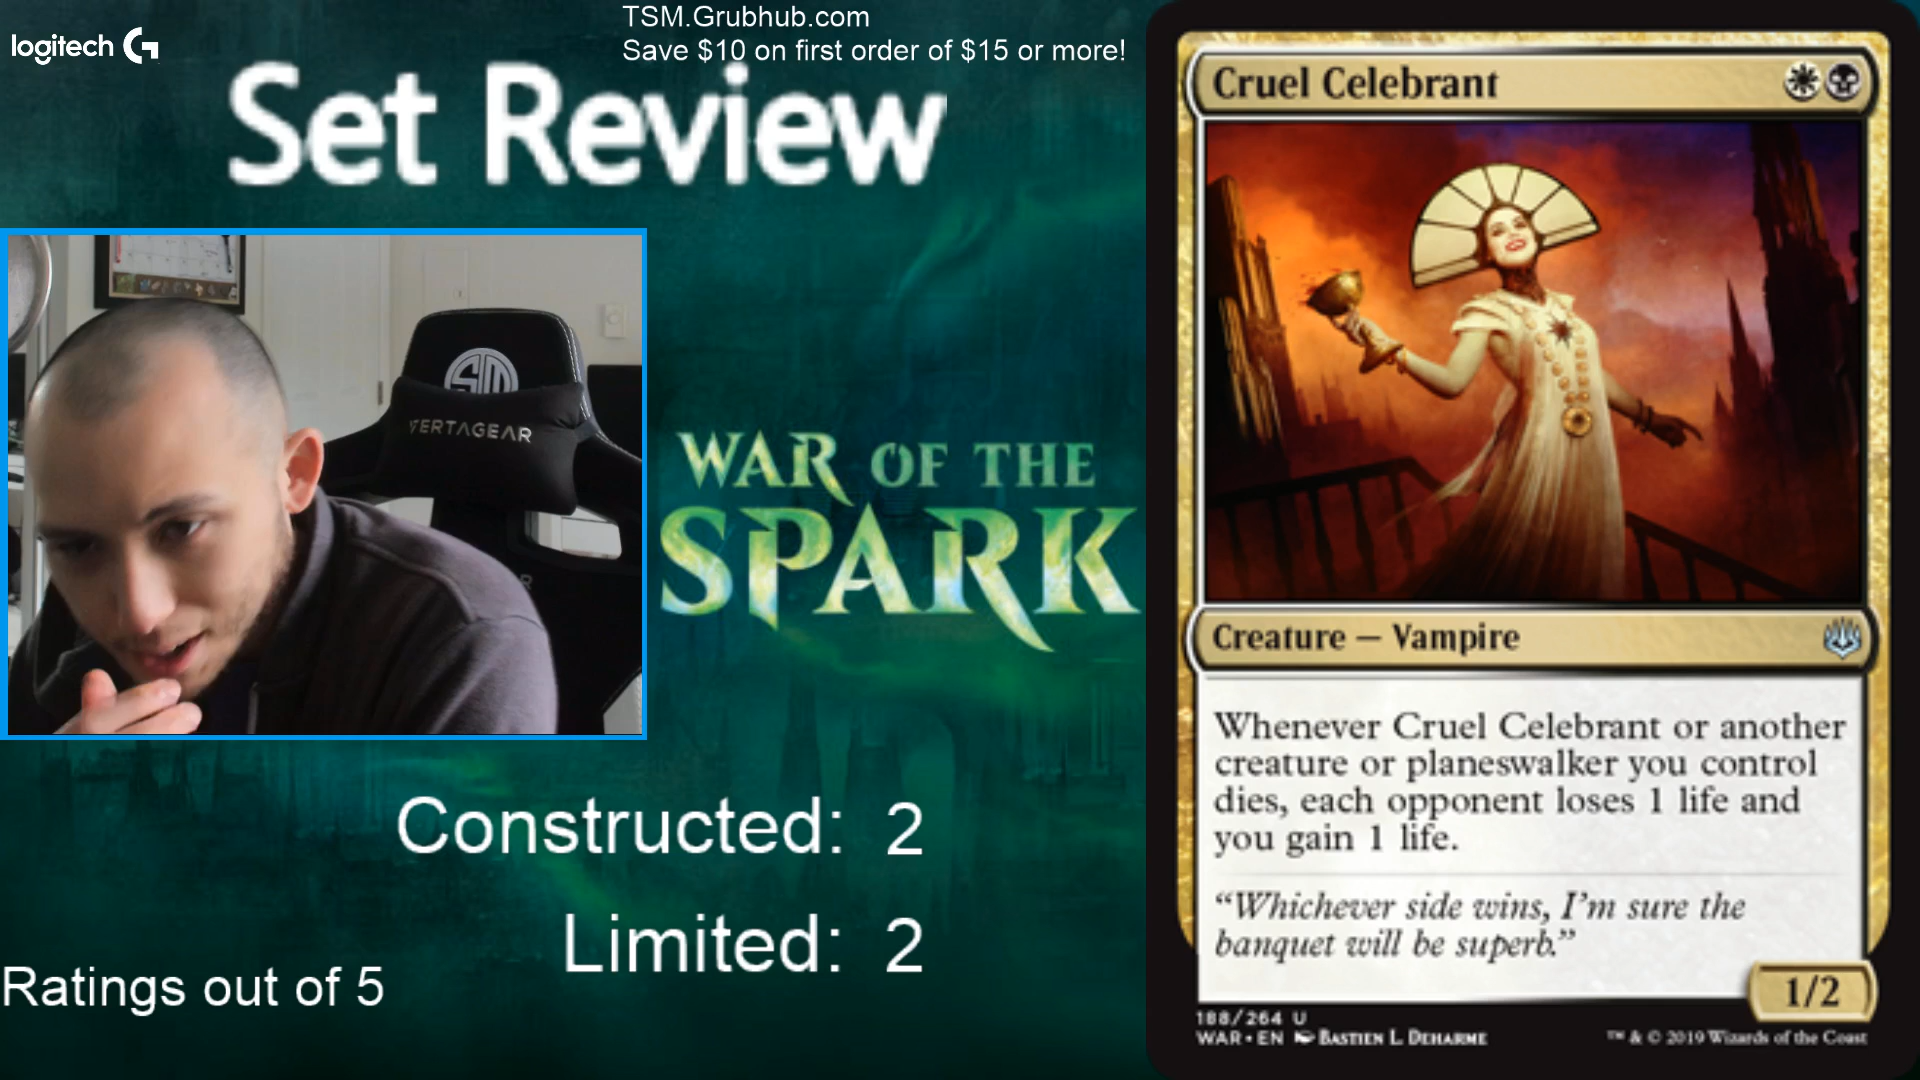 logitech G
TSM.Grubhub.com
Save $10 on first order of $15 or more!
Set Review
VERTAGEAR
WAR OF THE
SPARK
Constructed: 2
Limited: 2
Ratings out of 5
Cruel Celebrant
Creature — Vampire
Whenever Cruel Celebrant or another
creature or planeswalker you control
dies, each opponent loses 1 life and
you gain 1 life.
“Whichever side wins, I'm sure the
banquet will be superb.”
1/2
188/264 U
WAR • EN BASTIEN L. DEHARME
™ & © 2019 Wizards of the Coast